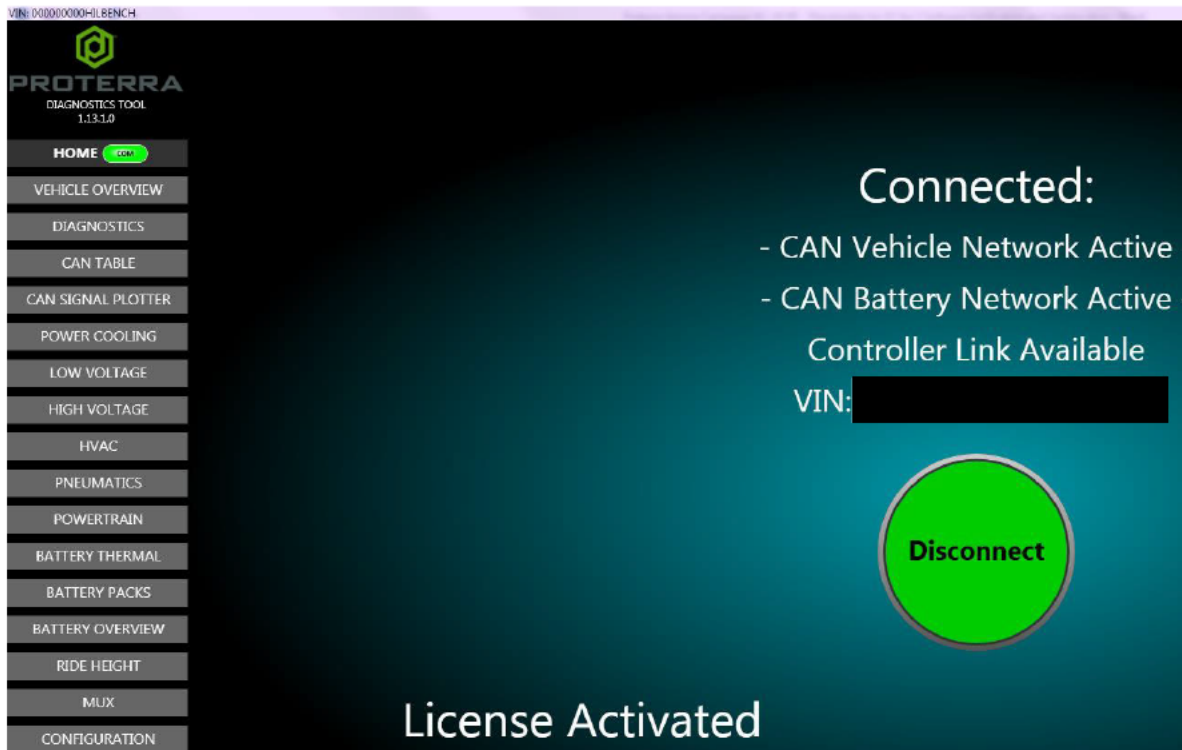 VIN: 000000000HILBENCH
PROTERRA
DIAGNOSTICS TOOL
1.13.1.0
HOME COM
VEHICLE OVERVIEW
DIAGNOSTICS
CAN TABLE
CAN SIGNAL PLOTTER
POWER COOLING
LOW VOLTAGE
HIGH VOLTAGE
HVAC
PNEUMATICS
POWERTRAIN
BATTERY THERMAL
BATTERY PACKS
BATTERY OVERVIEW
RIDE HEIGHT
MUX
CONFIGURATION
Connected:
- CAN Vehicle Network Active
- CAN Battery Network Active
Controller Link Available
VIN:
Disconnect
License Activated